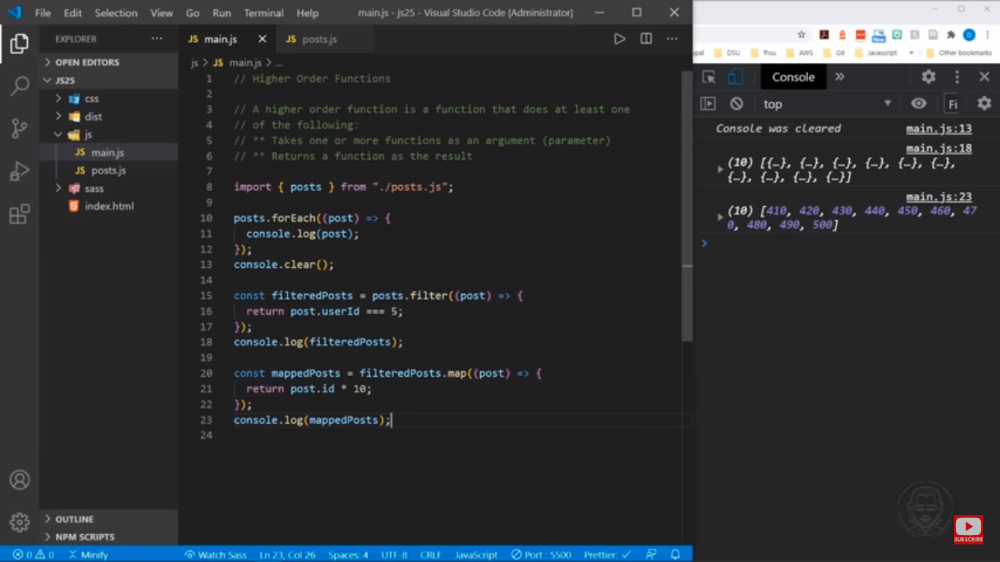 File Edit Selection View Go Run Terminal Help main.js - js25 - Visual Studio Code [Administrator]
EXPLORER ...
OPEN EDITORS
JS25
css
dist
js
JS main.js
JS posts.js
sass
index.html
OUTLINE
NPM SCRIPTS
JS main.js JS posts.js
js > JS main.js > ...
1 // Higher Order Functions
2
3 // A higher order function is a function that does at least one
4 // of the following:
5 // ** Takes one or more functions as an argument (parameter)
6 // ** Returns a function as the result
7
8 import { posts } from "./posts.js";
9
10 posts.forEach((post) => {
11 console.log(post);
12 });
13 console.clear();
14
15 const filteredPosts = posts.filter((post) => {
16 return post.userId === 5;
17 });
18 console.log(filteredPosts);
19
20 const mappedPosts = filteredPosts.map((post) => {
21 return post.id * 10;
22 });
23 console.log(mappedPosts);
24
0 0 Minify Watch Sass Ln 23, Col 26 Spaces: 4 UTF-8 CRLF JavaScript Port : 5500 Prettier: ✓
New D
upal DSU fhsu AWS Git Javascript » Other bookmarks
Console »
top Fi
Console was cleared main.js:13
main.js:18
(10) [{…}, {…}, {…}, {…}, {…}, {…},
{…}, {…}, {…}, {…}]
main.js:23
(10) [410, 420, 430, 440, 450, 460, 47
0, 480, 490, 500]
>
SUBSCRIBE